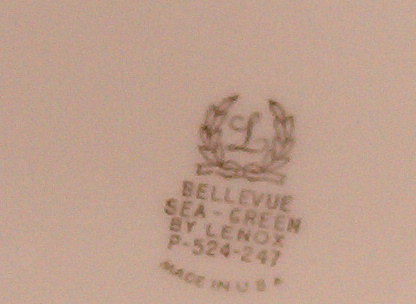 L
BELLEVUE
SEA-GREEN
BY LENOX
P-524-247
MADE IN U S A